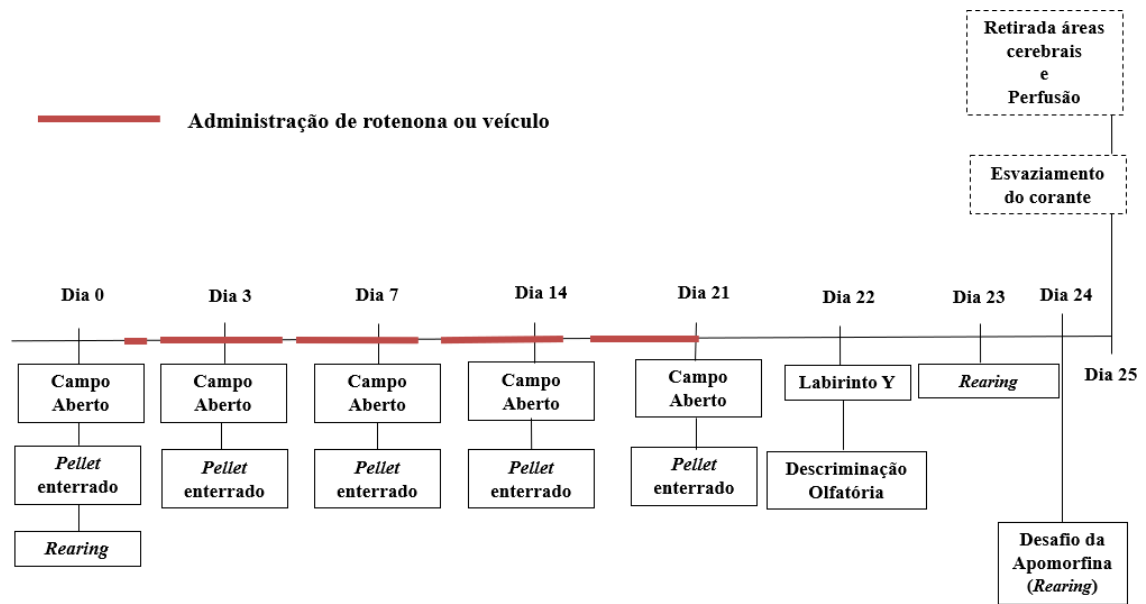 Retirada áreas
cerebrais
e
Perfusão
Administração de rotenona ou veículo
Esvaziamento
do corante
Dia 0
Dia 3
Dia 7
Dia 14
Dia 21
Dia 22
Dia 23
Dia 24
Dia 25
Campo
Aberto
Pellet
enterrado
Rearing
Campo
Aberto
Pellet
enterrado
Campo
Aberto
Pellet
enterrado
Campo
Aberto
Pellet
enterrado
Campo
Aberto
Pellet
enterrado
Labirinto Y
Descriminação
Olfatória
Rearing
Desafio da
Apomorfina
(Rearing)